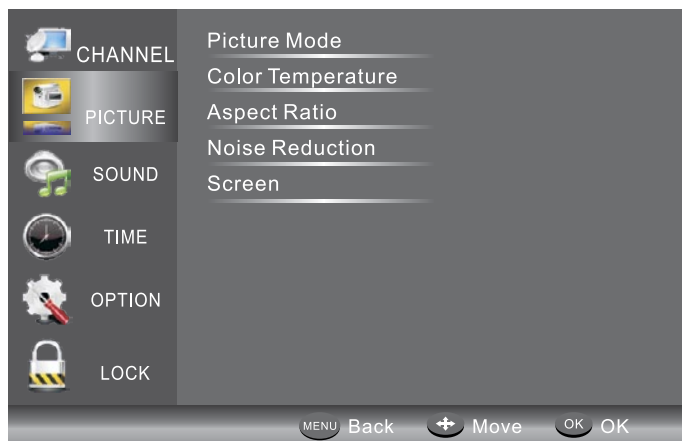 CHANNEL
PICTURE
SOUND
TIME
OPTION
LOCK
Picture Mode
Color Temperature
Aspect Ratio
Noise Reduction
Screen
MENU Back Move OK OK